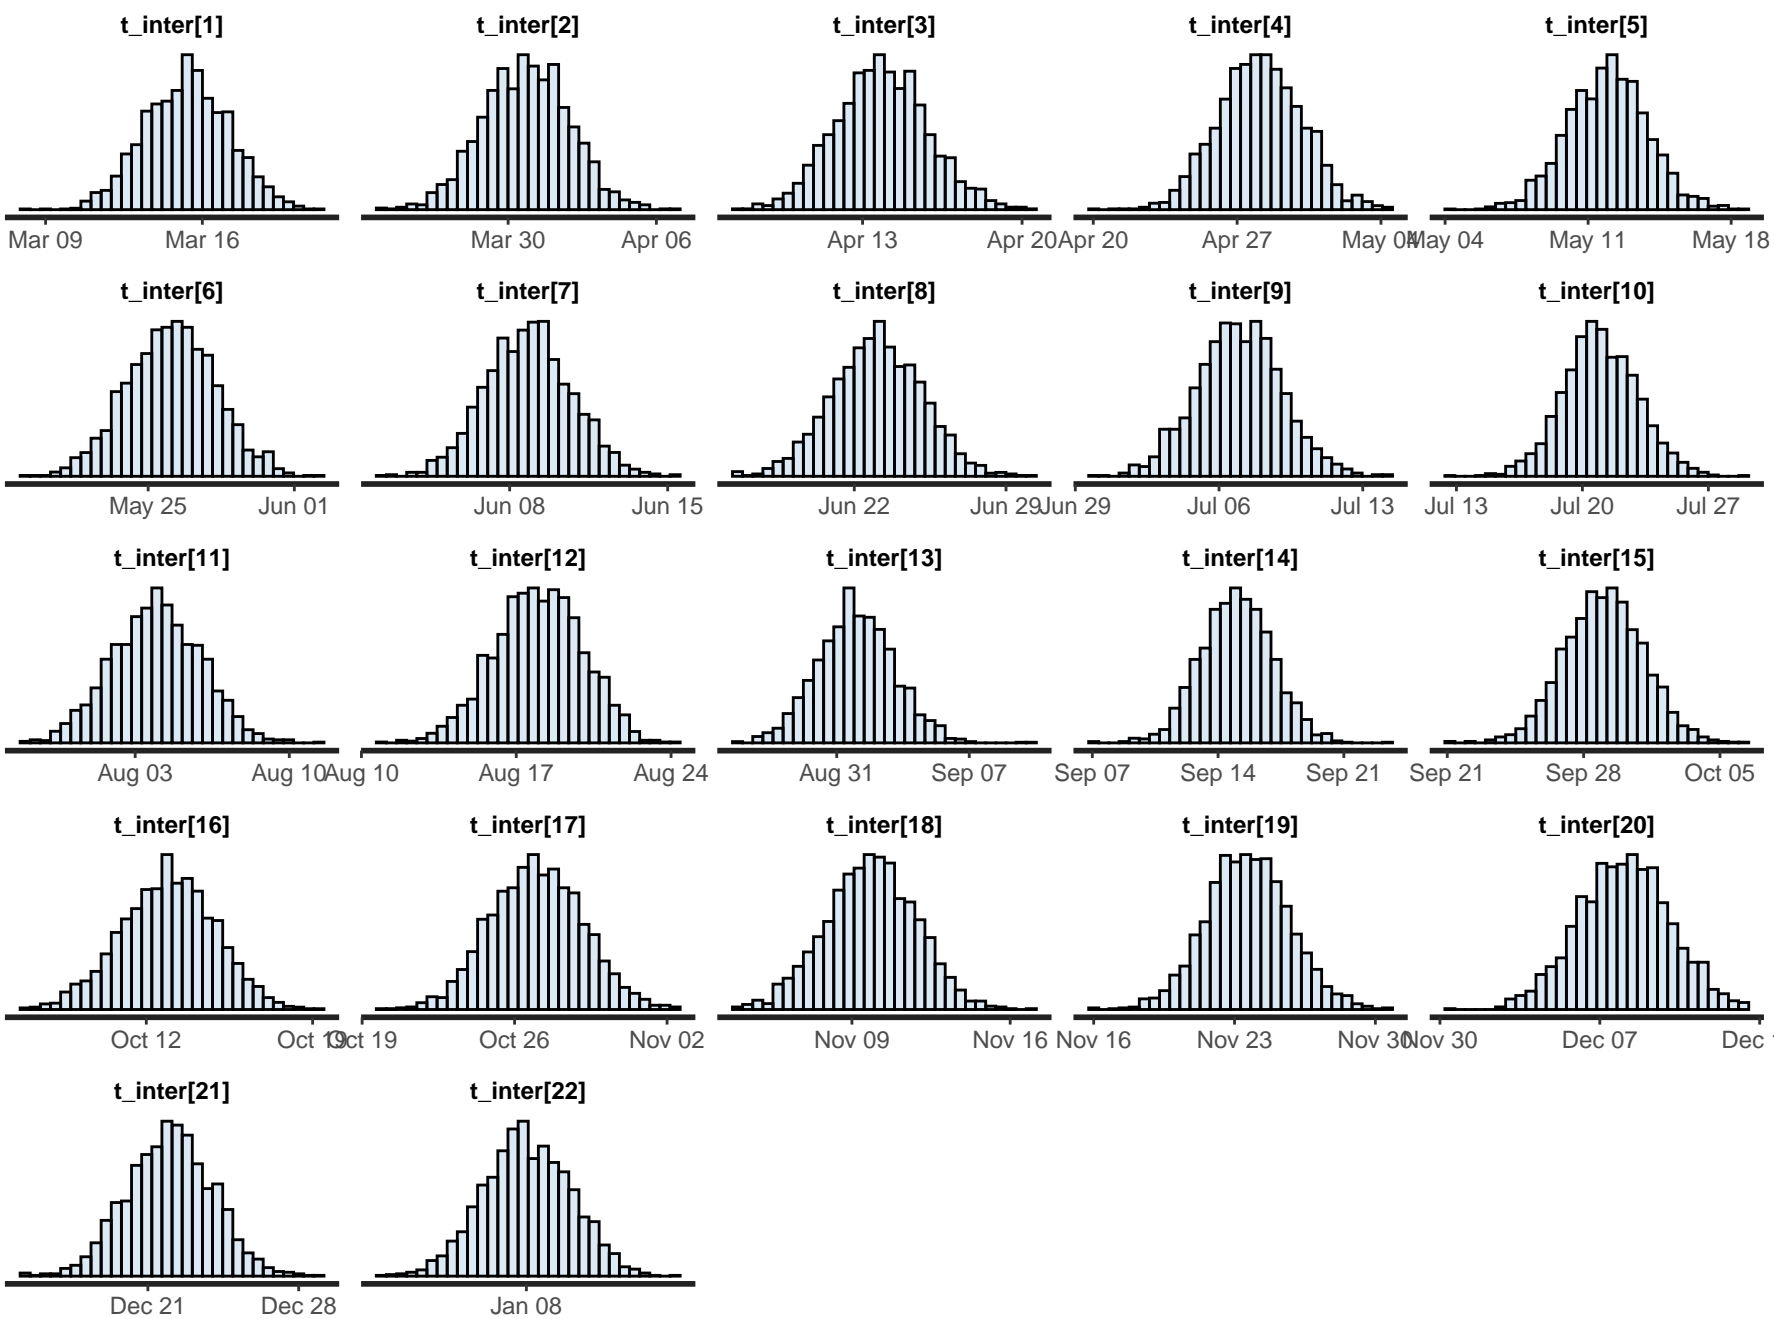 t_inter[1] t_inter[2] t_inter[3] t_inter[4] t_inter[5]
Mar 09 Mar 16 Mar 30 Apr 06 Apr 13 Apr 20 Apr 20 Apr 27 May 04 May 04 May 11 May 18
t_inter[6] t_inter[7] t_inter[8] t_inter[9] t_inter[10]
May 25 Jun 01 Jun 08 Jun 15 Jun 22 Jun 29 Jun 29 Jul 06 Jul 13 Jul 13 Jul 20 Jul 27
t_inter[11] t_inter[12] t_inter[13] t_inter[14] t_inter[15]
Aug 03 Aug 10 Aug 10 Aug 17 Aug 24 Aug 31 Sep 07 Sep 07 Sep 14 Sep 21 Sep 21 Sep 28 Oct 05
t_inter[16] t_inter[17] t_inter[18] t_inter[19] t_inter[20]
Oct 12 Oct 19 Oct 19 Oct 26 Nov 02 Nov 09 Nov 16 Nov 16 Nov 23 Nov 30 Nov 30 Dec 07 Dec
t_inter[21] t_inter[22]
Dec 21 Dec 28 Jan 08